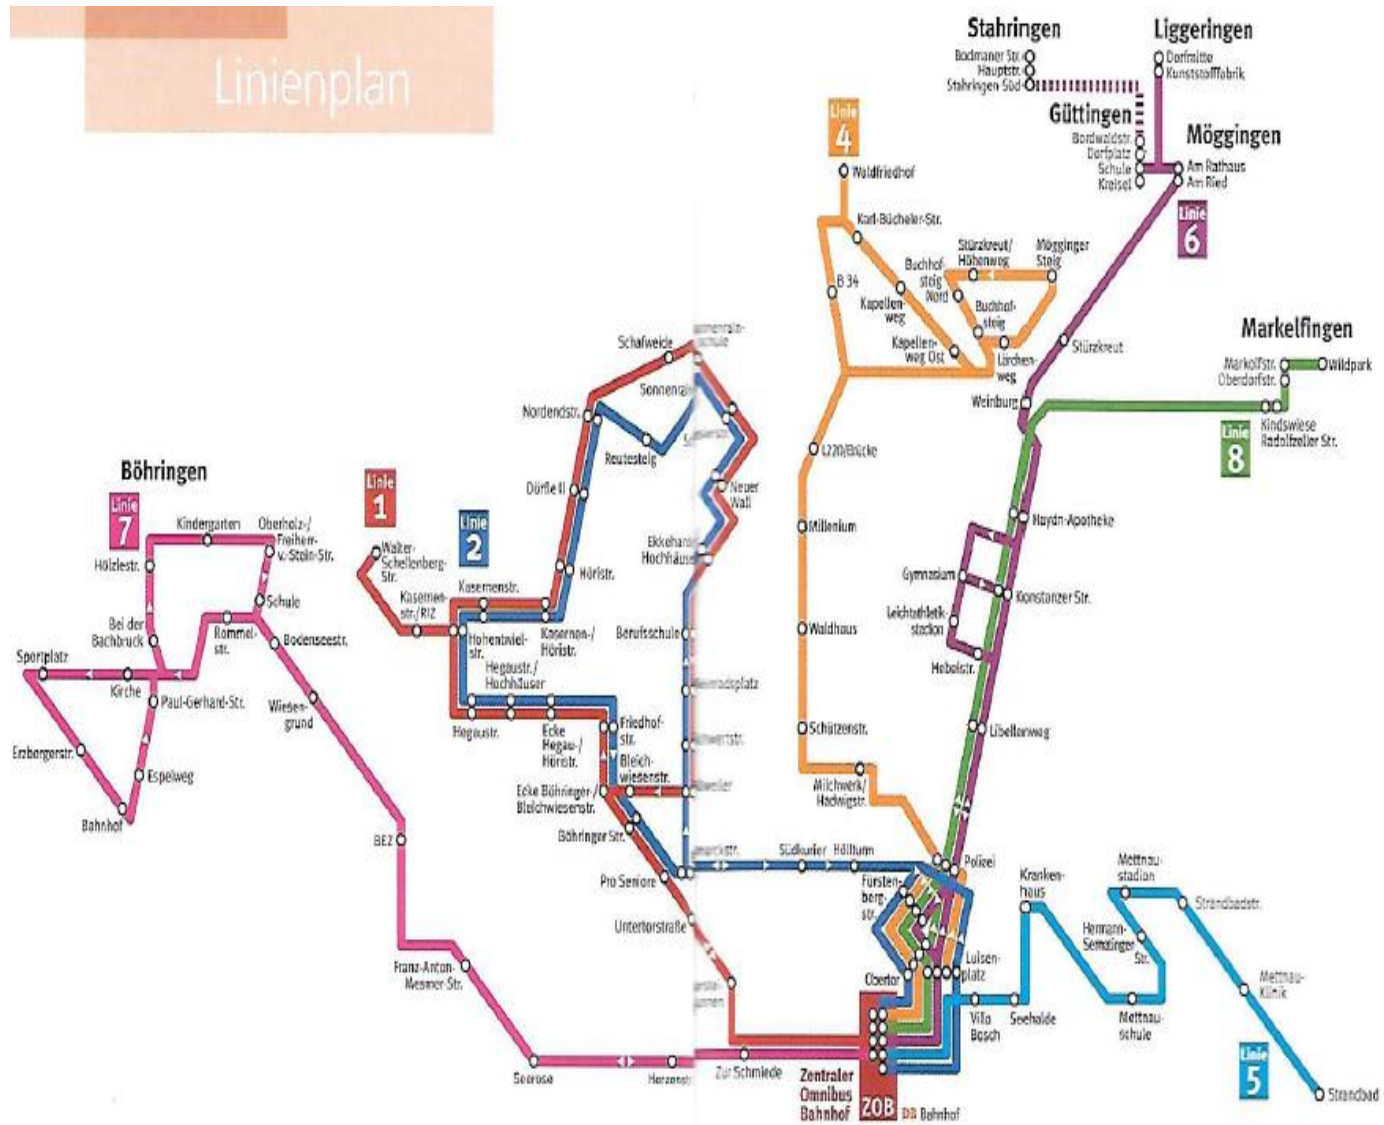 Linienplan
Stahringen
Bodmaner Str.
Hauptstr.
Stahringen Süd
Liggeringen
Dorfmitte
Kunststofffabrik
Güttingen
Bordwaldstr.
Dorfplatz
Schule
Kreisel
Möggingen
Am Rathaus
Am Ried
Linie
6
Linie
4
Waldfriedhof
Karl-Bücheler-Str.
B 34
Kapellen-
weg
Kapellen-
weg Ost
Buchhof-
steig
Nord
Stürzkreut/
Höhenweg
Mögginger
Steig
Buchhof-
steig
Lärchen-
weg
Stürzkreut
Weinburg
Markelfingen
Markolfstr.
Oberdorfstr.
Wildpark
Kindswiese
Radolfzeller Str.
Linie
8
L220/Brücke
Millenium
Waldhaus
Schützenstr.
Milchwerk/
Hadwigstr.
Haydn-Apotheke
Gymnasium
Konstanzer Str.
Leichtathletik-
stadion
Hebelstr.
Libellenweg
Polizei
Schafweide
Nordendstr.
Reutesteig
Dörfle II
Höristr.
Neuer
Wall
Berufsschule
Linie
1
Linie
2
Walter-
Schellenberg-
Str.
Kasernen-
str./RIZ
Kasernenstr.
Kasernen-/
Höristr.
Hohentwiel-
str.
Hegaustr./
Hochhäuser
Hegaustr.
Ecke
Hegau-/
Höristr.
Friedhof-
str.
Bleich-
wiesenstr.
Ecke Böhringer-/
Bleichwiesenstr.
Böhringer Str.
Pro Seniore
Untertorstraße
Südkurier
Höllturm
Fürsten-
berg-
str.
Obertor
Luisen-
platz
Böhringen
Linie
7
Kindergarten
Oberholz-/
Freiherr-
v.-Stein-Str.
Hölzlestr.
Schule
Bei der
Bachbruck
Rommel-
str.
Bodenseestr.
Sportplatz
Kirche
Paul-Gerhard-Str.
Wiesen-
grund
Erzbergerstr.
Espelweg
Bahnhof
BEZ
Franz-Anton-
Mesmer-Str.
Seerose
Zur Schmiede
Zentraler
Omnibus
Bahnhof
ZOB
DB Bahnhof
Villa
Bosch
Seehalde
Kranken-
haus
Mettnau-
schule
Hermann-
Semdinger
Str.
Mettnau-
stadion
Strandbadstr.
Mettnau-
Klinik
Strandbad
Linie
5